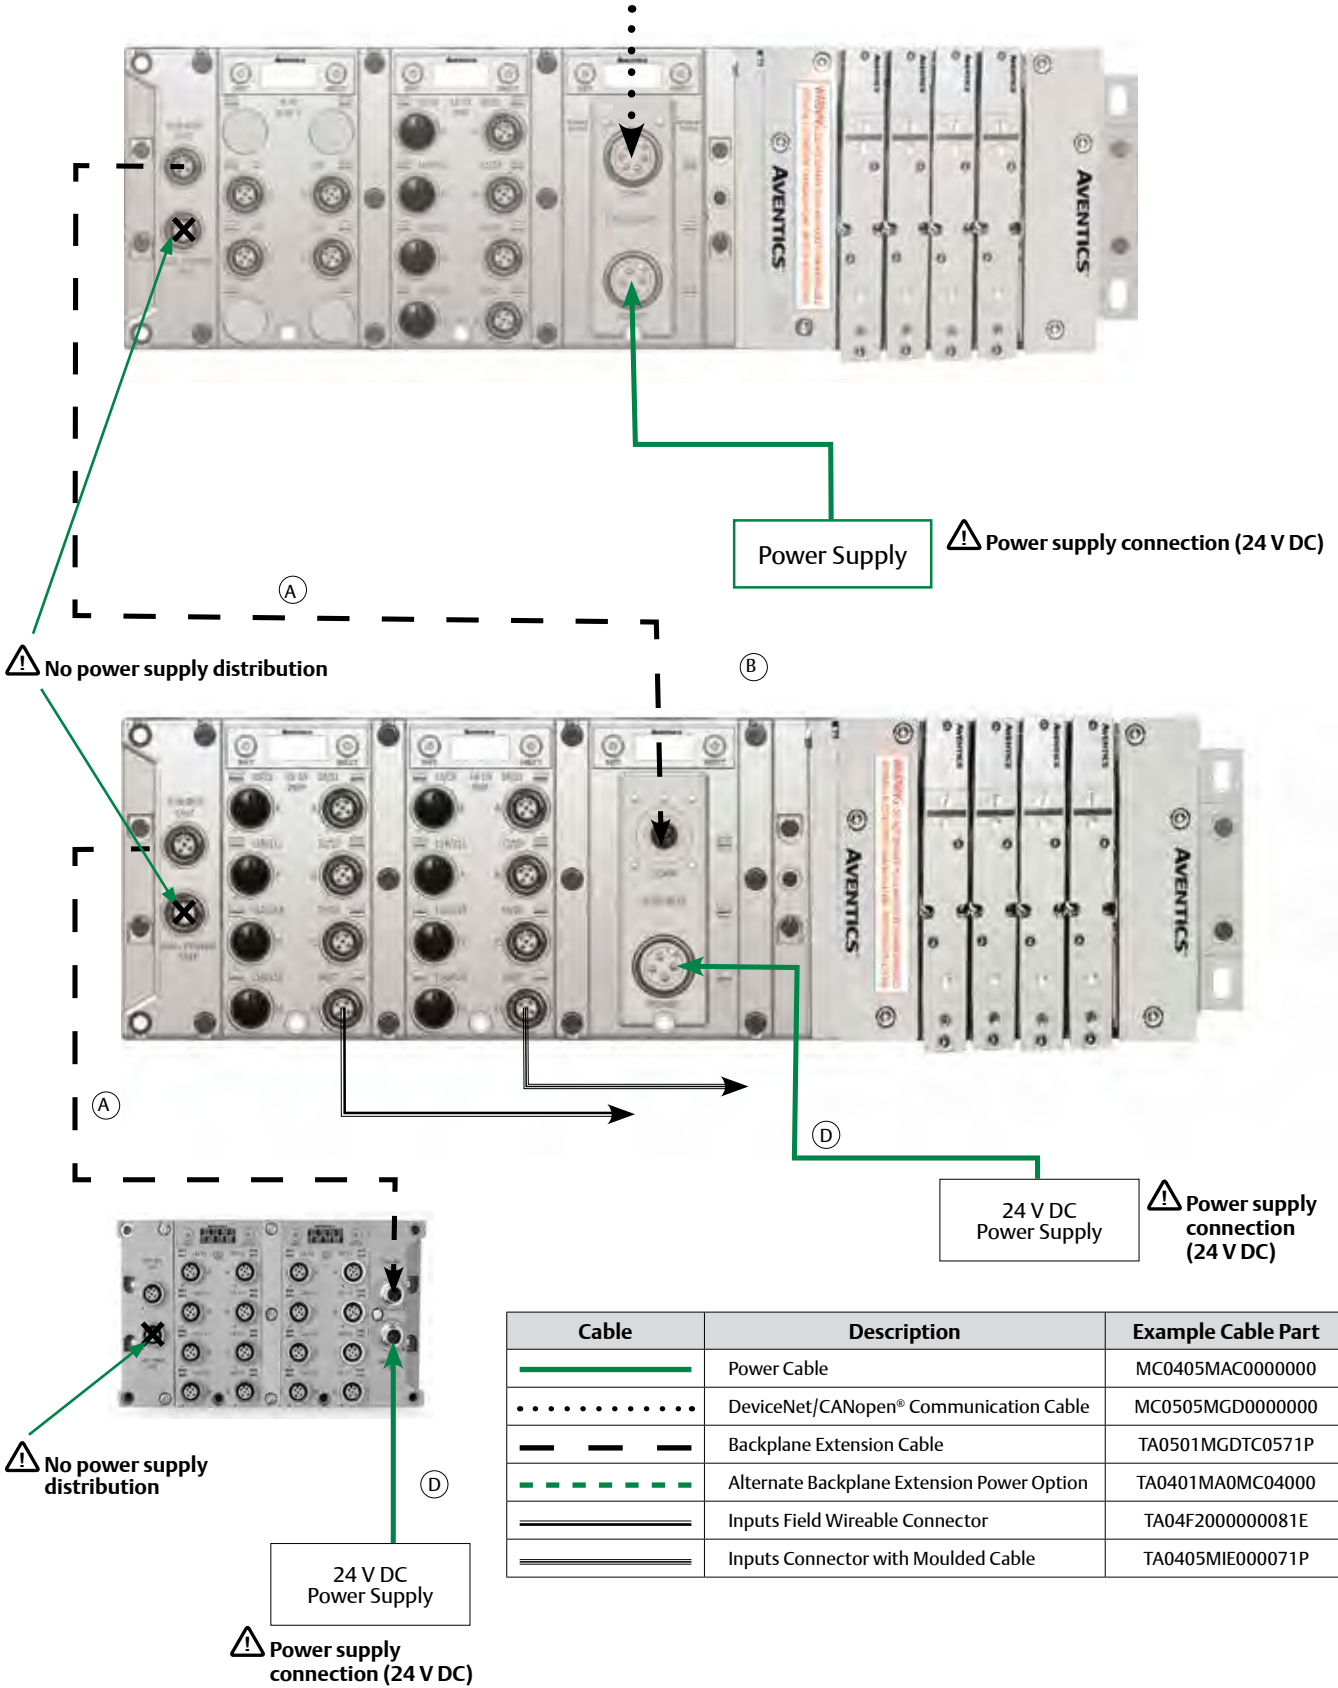 AVENTICS
AVENTICS
Power Supply
Power supply connection (24 V DC)
A
No power supply distribution
B
AVENTICS
AVENTICS
A
D
24 V DC
Power Supply
Power supply
connection
(24 V DC)
No power supply
distribution
D
24 V DC
Power Supply
Power supply
connection (24 V DC)
Cable Description Example Cable Part
Power Cable MC0405MAC0000000
DeviceNet/CANopen® Communication Cable MC0505MGD0000000
Backplane Extension Cable TA0501MGDTC0571P
Alternate Backplane Extension Power Option TA0401MA0MC04000
Inputs Field Wireable Connector TA04F2000000081E
Inputs Connector with Moulded Cable TA0405MIE000071P